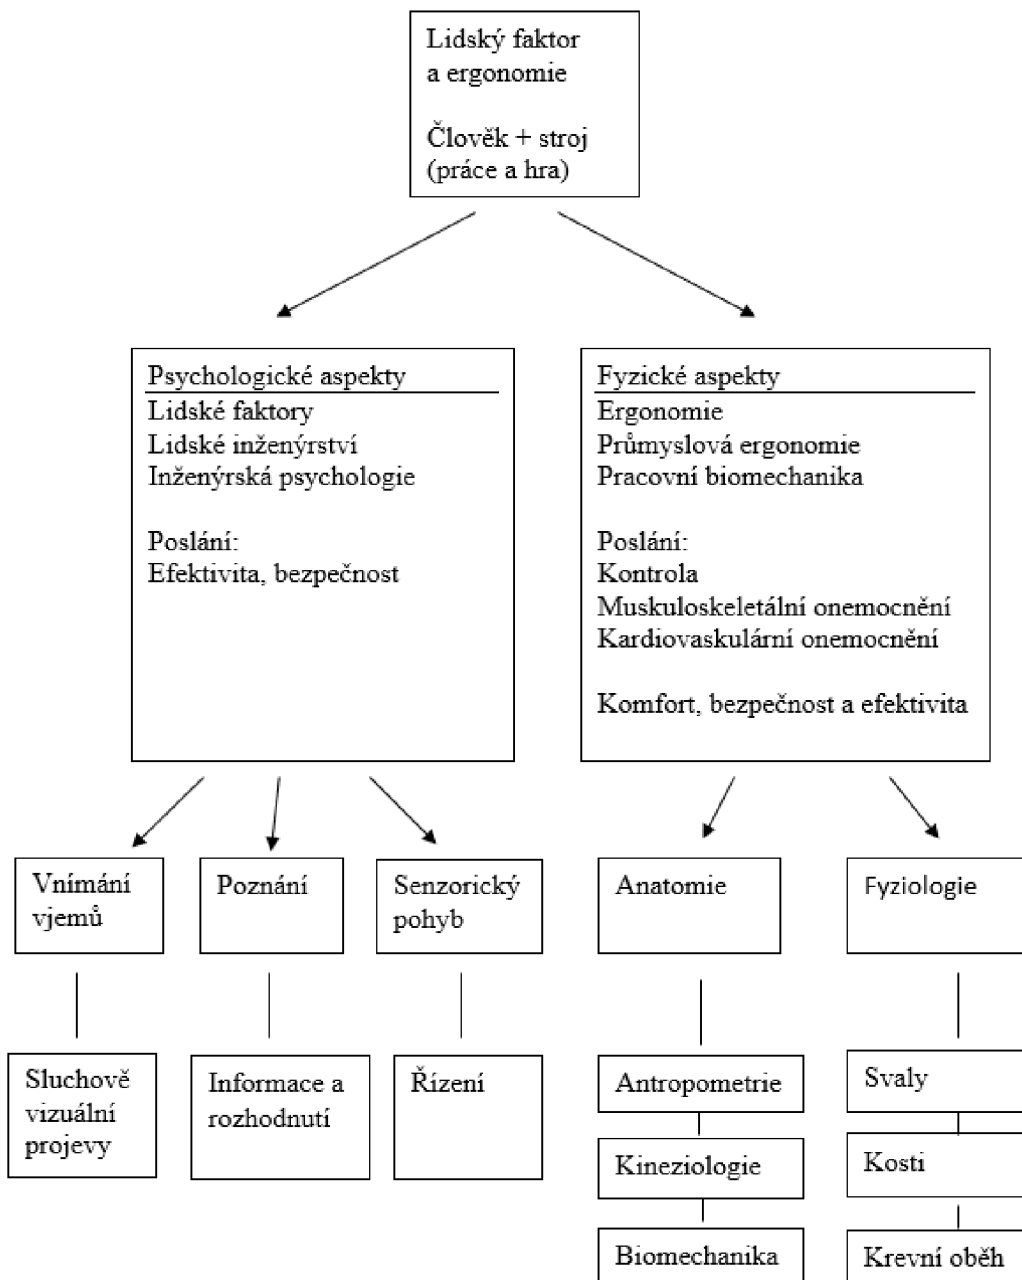 Lidský faktor
a ergonomie
Člověk + stroj
(práce a hra)
Psychologické aspekty
Lidské faktory
Lidské inženýrství
Inženýrská psychologie
Poslání:
Efektivita, bezpečnost
Fyzické aspekty
Ergonomie
Průmyslová ergonomie
Pracovní biomechanika
Poslání:
Kontrola
Muskuloskeletální onemocnění
Kardiovaskulární onemocnění
Komfort, bezpečnost a efektivita
Vnímání
vjemů
Poznání
Senzorický
pohyb
Anatomie
Fyziologie
Sluchově
vizuální
projevy
Informace a
rozhodnutí
Řízení
Antropometrie
Kineziologie
Biomechanika
Svaly
Kosti
Krevní oběh